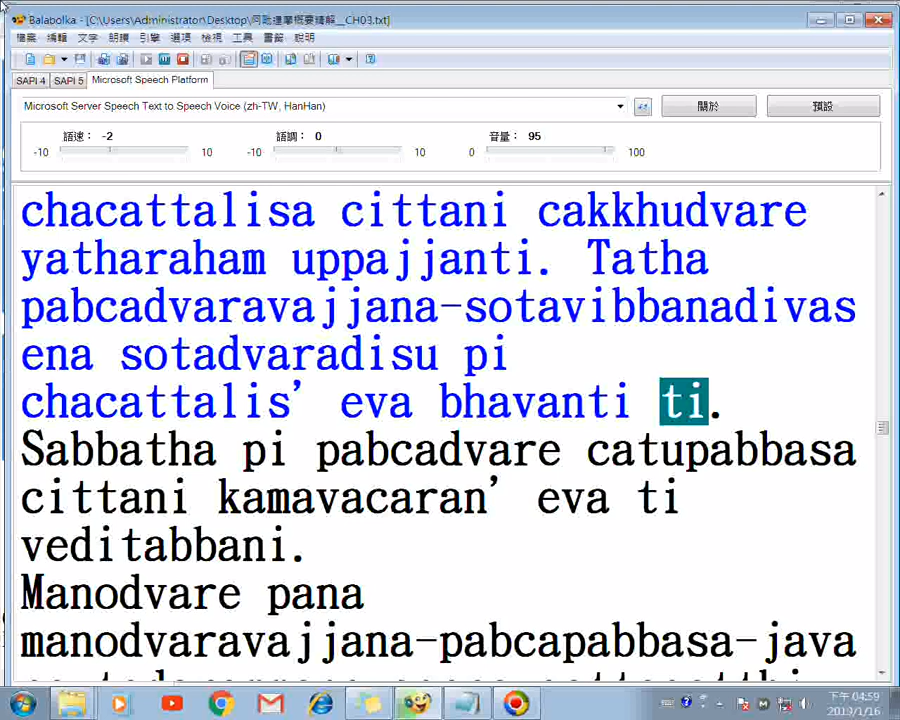 Balabolka - [C:\Users\Administrator\Desktop\阿毗達摩概要精解__CH03.txt]
檔案 編輯 文字 朗讀 引擎 選項 檢視 工具 書籤 說明
SAPI 4 SAPI 5 Microsoft Speech Platform
Microsoft Server Speech Text to Speech Voice (zh-TW, HanHan) 關於 預設
語速： -2 語調： 0 音量： 95
-10 10 -10 10 0 100
chacattalisa cittani cakkhudvare
yatharaham uppajjanti. Tatha
pabcadvaravajjana-sotavibbanadivas
ena sotadvaradisu pi
chacattalis’ eva bhavanti ti.
Sabbatha pi pabcadvare catupabbasa
cittani kamavacaran’ eva ti
veditabbani.
Manodvare pana
manodvaravajjana-pabcapabbasa-java
下午 04:59
2019/1/16